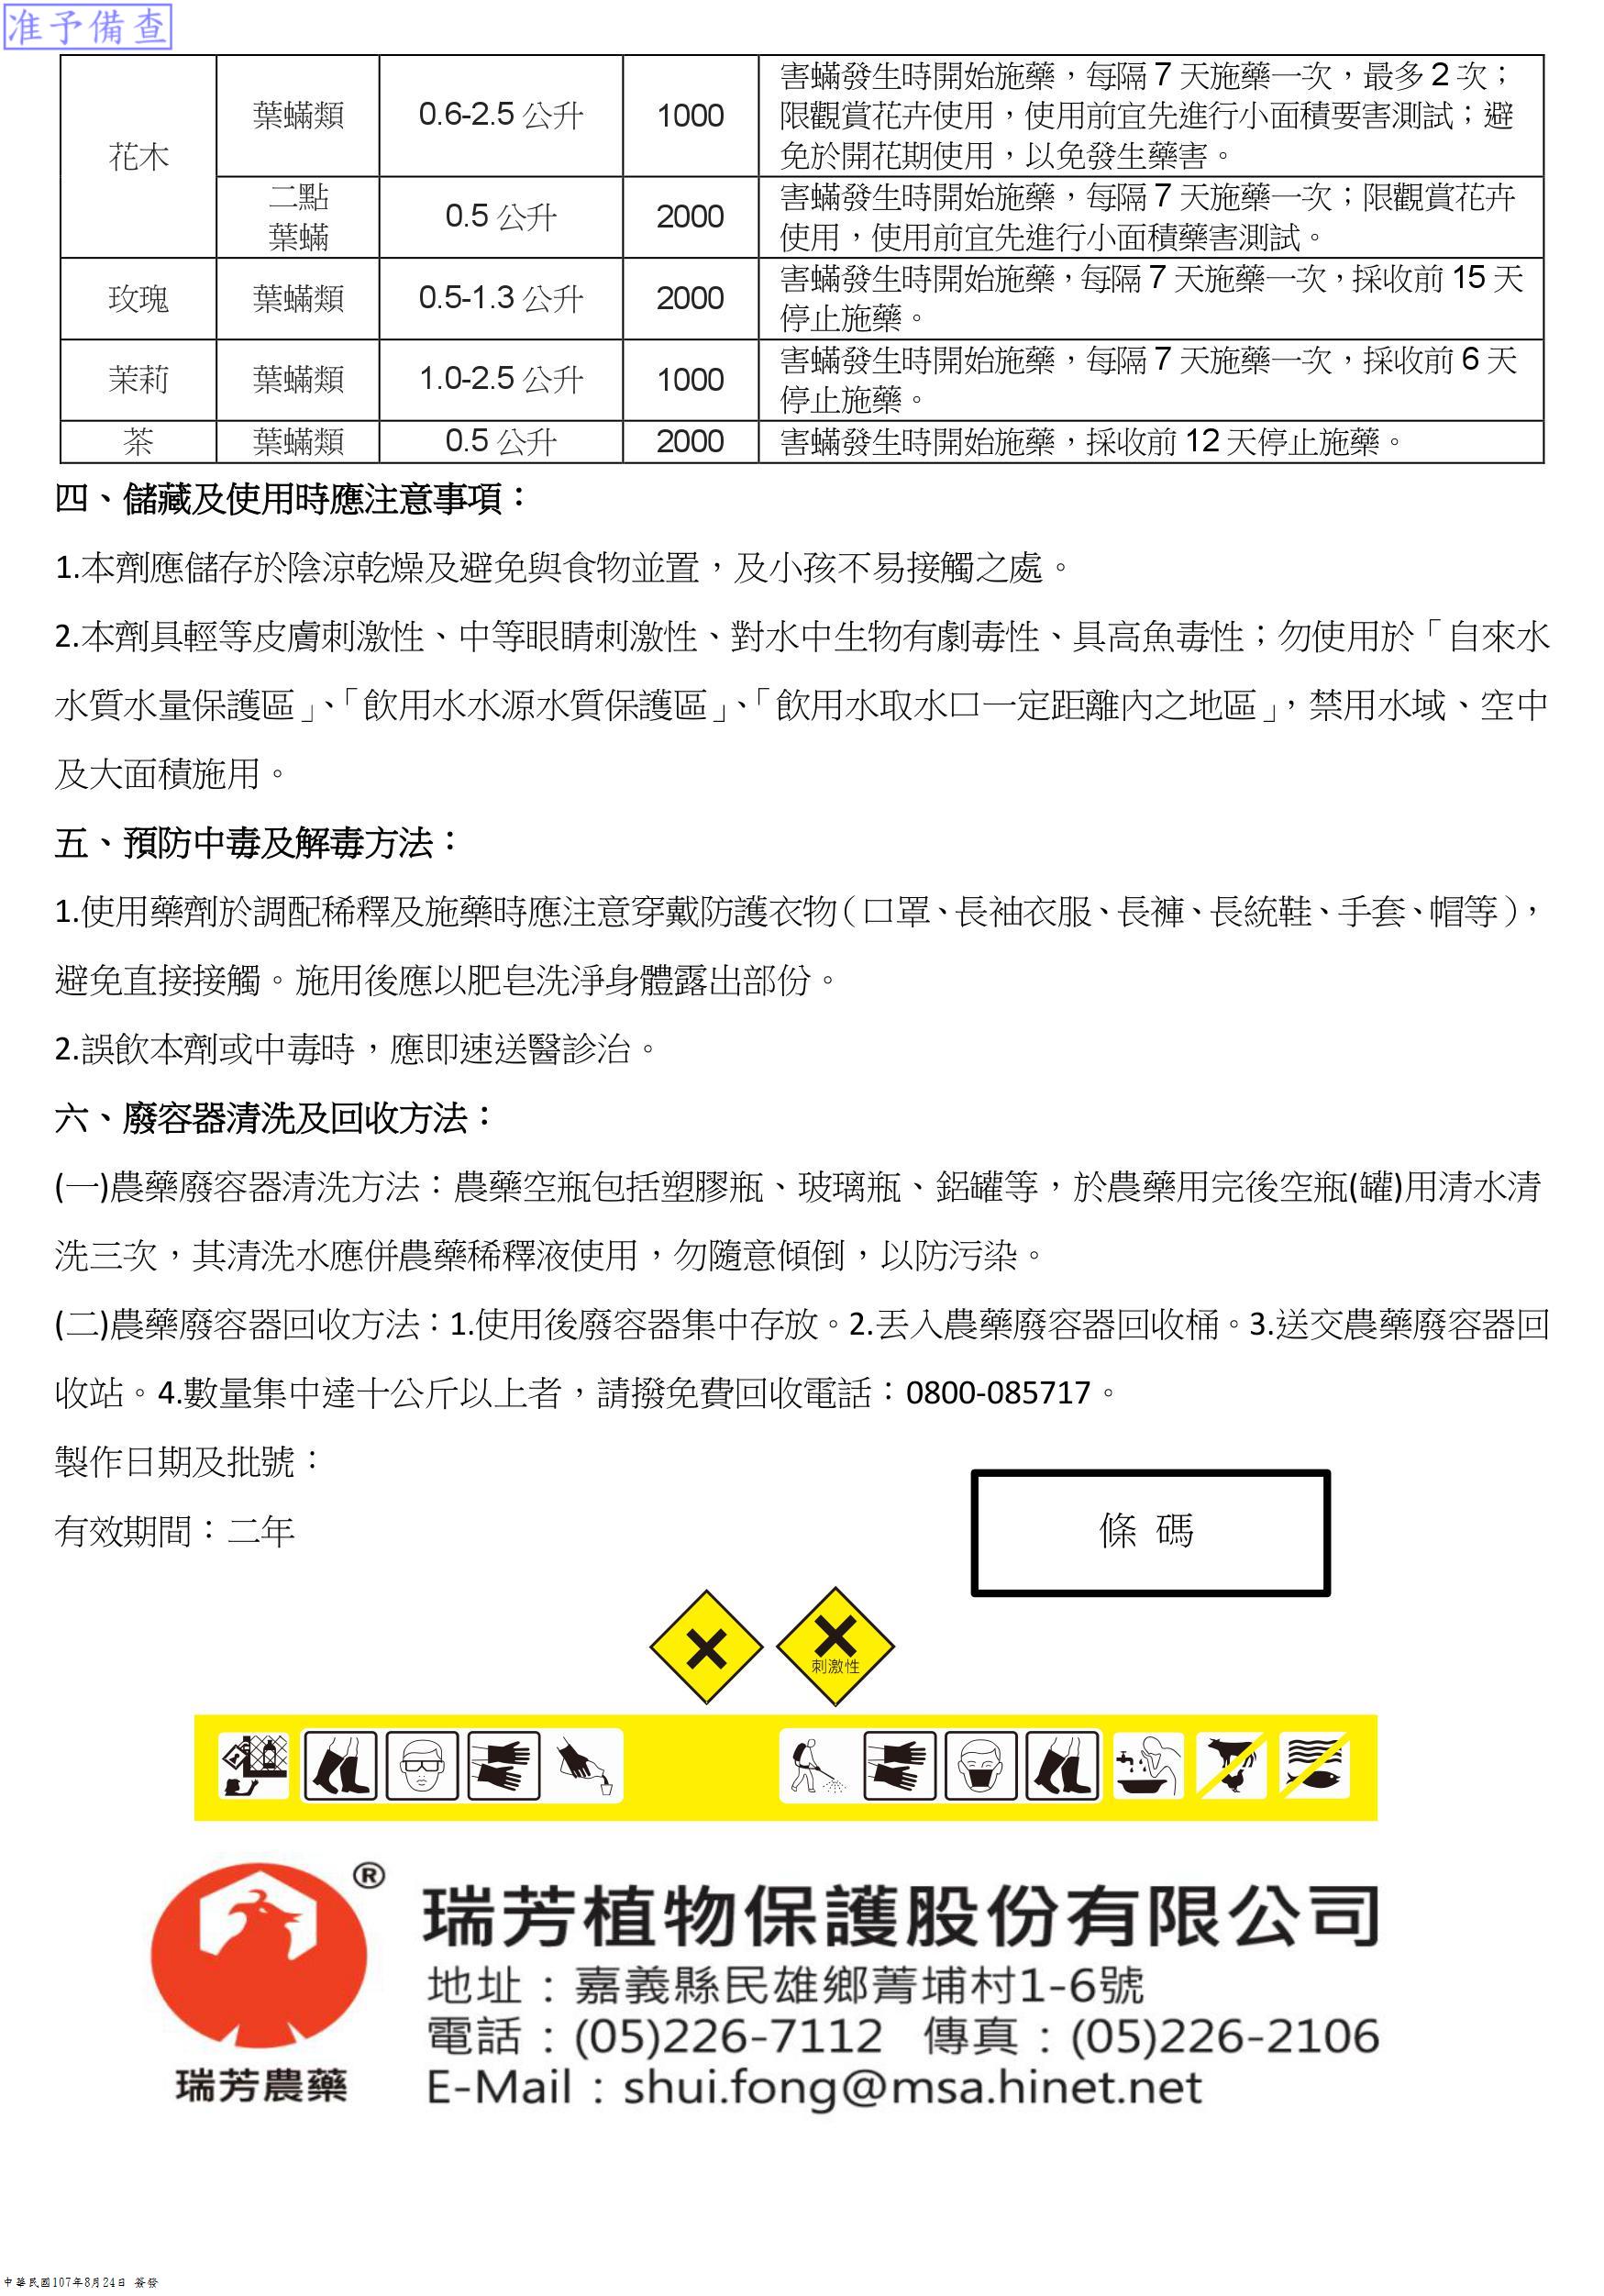 准予備查
花木
葉蟎類
0.6-2.5 公升
1000
害蟎發生時開始施藥，每隔 7 天施藥一次，最多 2 次；
限觀賞花卉使用，使用前宜先進行小面積要害測試；避
免於開花期使用，以免發生藥害。
二點
葉蟎
0.5 公升
2000
害蟎發生時開始施藥，每隔 7 天施藥一次；限觀賞花卉
使用，使用前宜先進行小面積藥害測試。
玫瑰
葉蟎類
0.5-1.3 公升
2000
害蟎發生時開始施藥，每隔 7 天施藥一次，採收前 15 天
停止施藥。
茉莉
葉蟎類
1.0-2.5 公升
1000
害蟎發生時開始施藥，每隔 7 天施藥一次，採收前 6 天
停止施藥。
茶
葉蟎類
0.5 公升
2000
害蟎發生時開始施藥，採收前 12 天停止施藥。
四、儲藏及使用時應注意事項：
1.本劑應儲存於陰涼乾燥及避免與食物並置，及小孩不易接觸之處。
2.本劑具輕等皮膚刺激性、中等眼睛刺激性、對水中生物有劇毒性、具高魚毒性；勿使用於「自來水
水質水量保護區」、「飲用水水源水質保護區」、「飲用水取水口一定距離內之地區」，禁用水域、空中
及大面積施用。
五、預防中毒及解毒方法：
1.使用藥劑於調配稀釋及施藥時應注意穿戴防護衣物（口罩、長袖衣服、長褲、長統鞋、手套、帽等），
避免直接接觸。施用後應以肥皂洗淨身體露出部份。
2.誤飲本劑或中毒時，應即速送醫診治。
六、廢容器清洗及回收方法：
(一)農藥廢容器清洗方法：農藥空瓶包括塑膠瓶、玻璃瓶、鋁罐等，於農藥用完後空瓶(罐)用清水清
洗三次，其清洗水應併農藥稀釋液使用，勿隨意傾倒，以防污染。
(二)農藥廢容器回收方法：1.使用後廢容器集中存放。2.丟入農藥廢容器回收桶。3.送交農藥廢容器回
收站。4.數量集中達十公斤以上者，請撥免費回收電話：0800-085717。
製作日期及批號：
有效期間：二年
條 碼
刺激性
®
瑞芳農藥
瑞芳植物保護股份有限公司
地址：嘉義縣民雄鄉菁埔村1-6號
電話：(05)226-7112 傳真：(05)226-2106
E-Mail：shui.fong@msa.hinet.net
中華民國107年8月24日 簽發